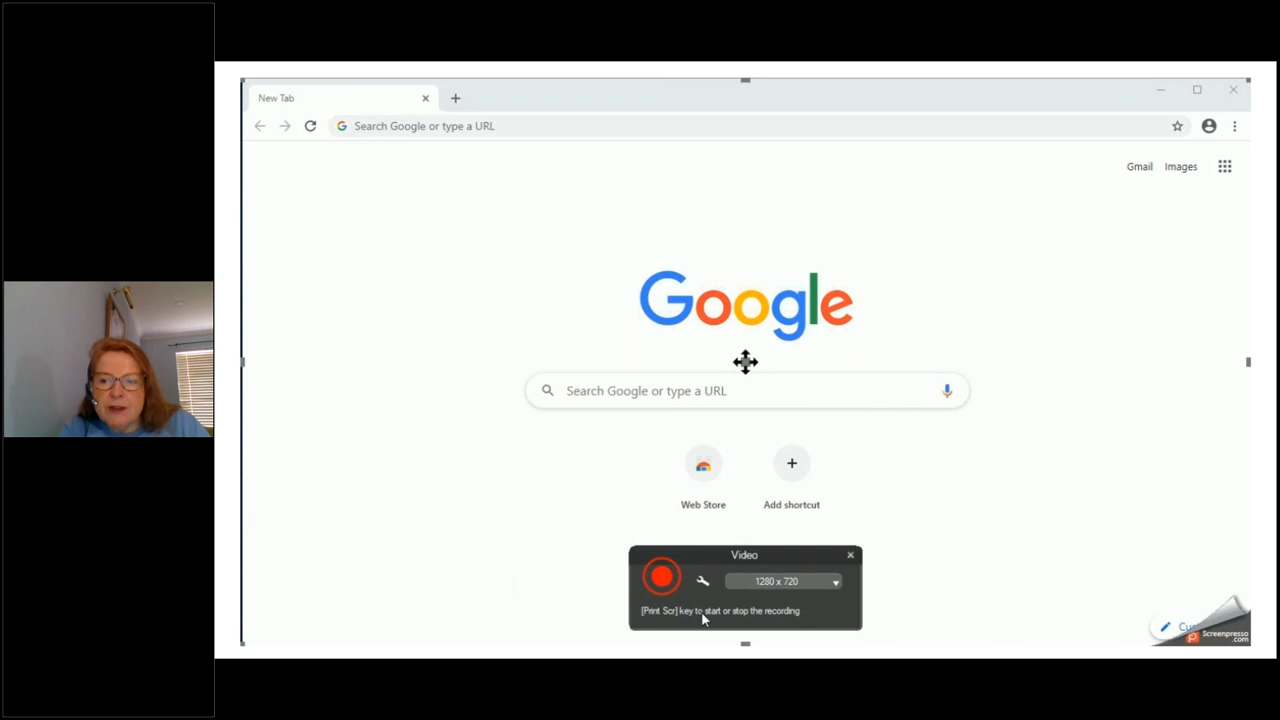 New Tab
Search Google or type a URL
Gmail Images
Google
Search Google or type a URL
Web Store Add shortcut
Video
1280 x 720
[Print Scr] key to start or stop the recording
Screenpresso
.com